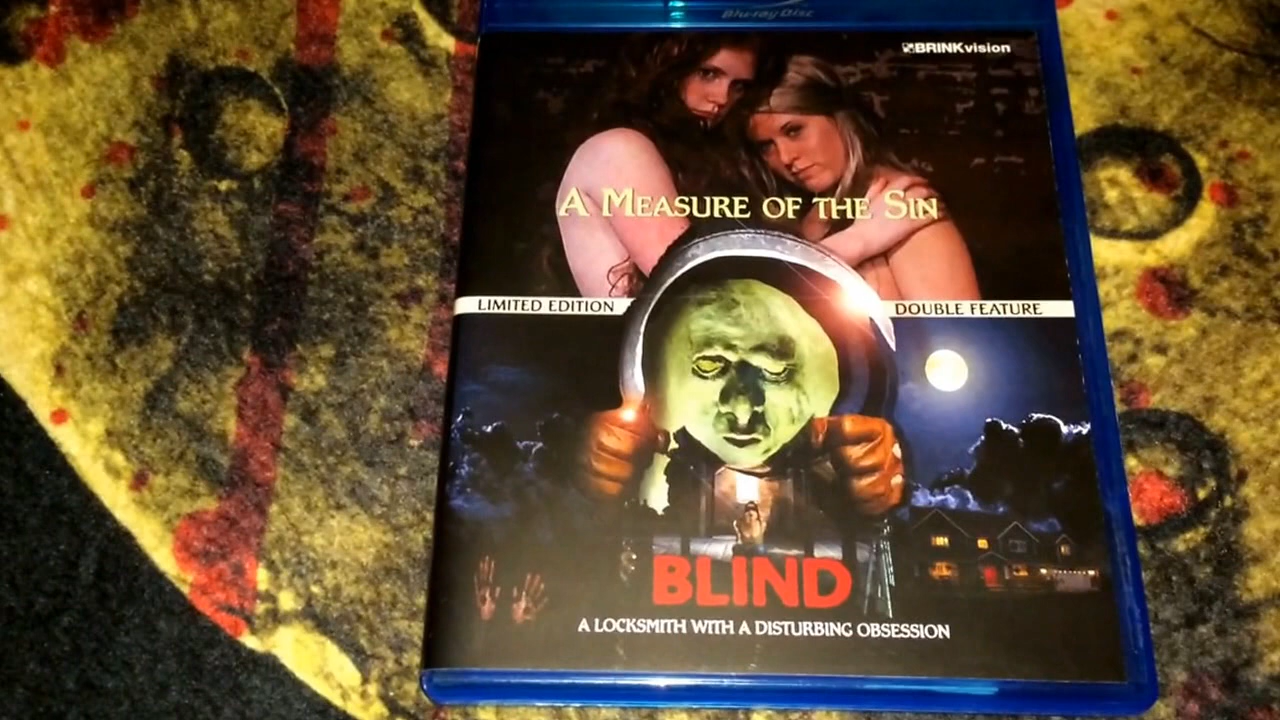 Blu-ray Disc
BRINKvision
A MEASURE OF THE SIN
LIMITED EDITION
DOUBLE FEATURE
BLIND
A LOCKSMITH WITH A DISTURBING OBSESSION